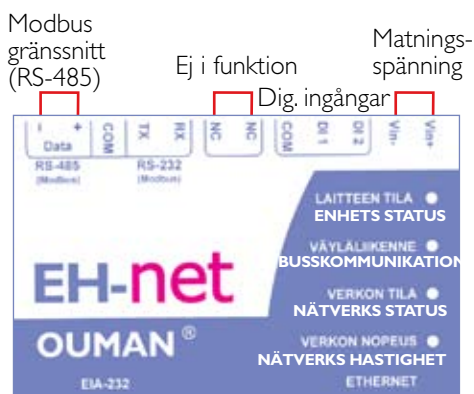 Modbus
gränssnitt
(RS-485)
Ej i funktion
Dig. ingångar
Matnings-
spänning
- + COM TX RX NC NC COM DI 1 DI 2 Vin- Vin+
Data
RS-485
(Modbus)
RS-232
(Modbus)
LAITTEEN TILA
ENHETS STATUS
VÄYLÄLIIKENNE
BUSSKOMMUNIKATION
VERKON TILA
NÄTVERKS STATUS
VERKON NOPEUS
NÄTVERKS HASTIGHET
EH-net
OUMAN ®
EIA-232
ETHERNET